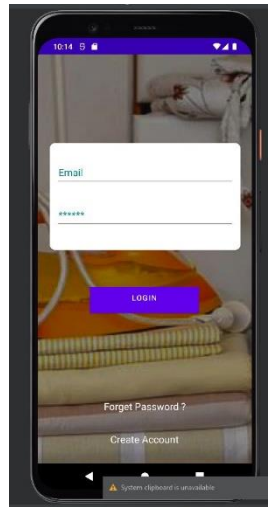 10:14
Email
******
LOGIN
Forget Password ?
Create Account
System clipboard is unavailable